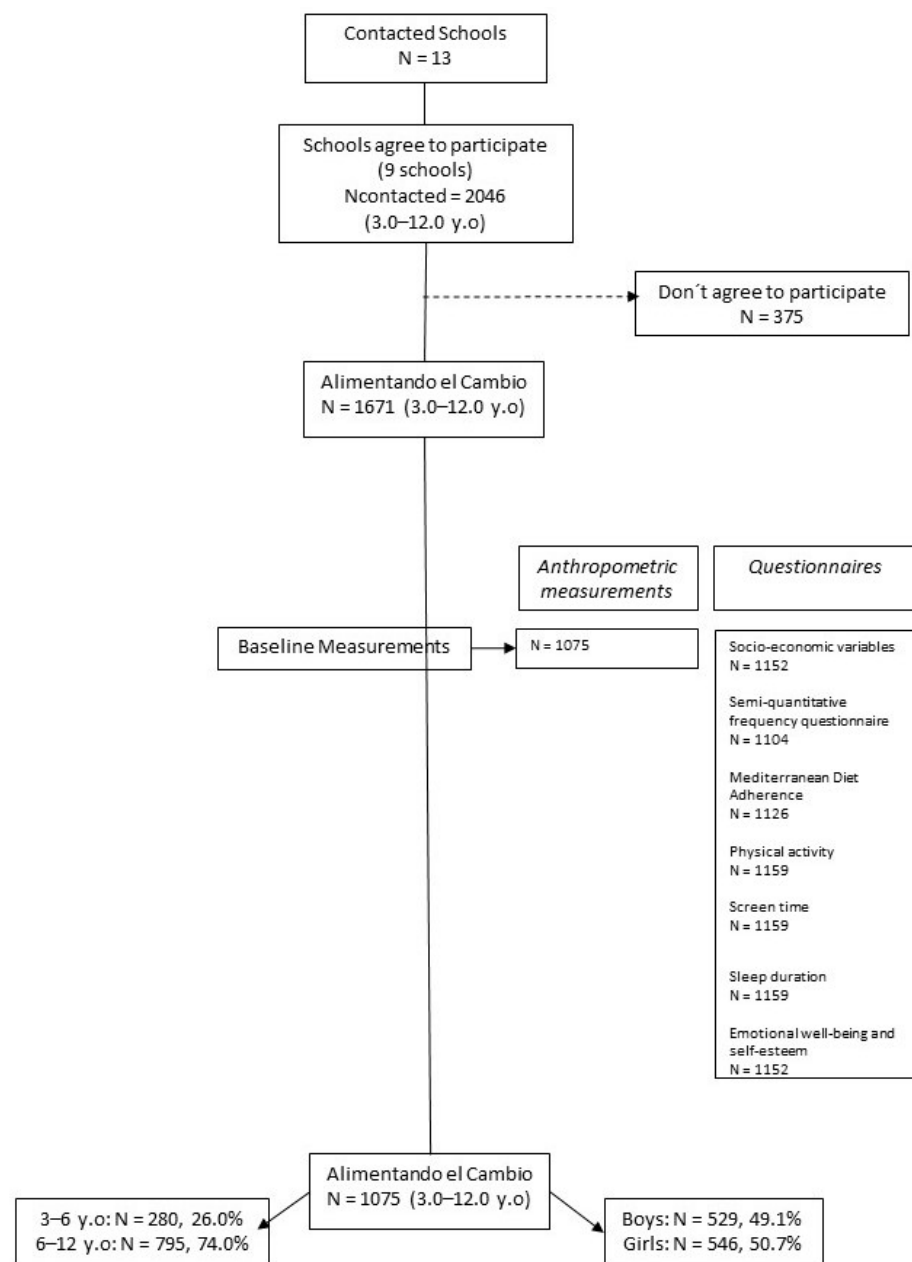 Contacted Schools
N = 13
Schools agree to participate
(9 schools)
Ncontacted = 2046
(3.0–12.0 y.o)
Don´t agree to participate
N = 375
Alimentando el Cambio
N = 1671 (3.0–12.0 y.o)
Anthropometric
measurements
Questionnaires
Baseline Measurements
N = 1075
Socio-economic variables
N = 1152
Semi-quantitative
frequency questionnaire
N = 1104
Mediterranean Diet
Adherence
N = 1126
Physical activity
N = 1159
Screen time
N = 1159
Sleep duration
N = 1159
Emotional well-being and
self-esteem
N = 1152
Alimentando el Cambio
N = 1075 (3.0–12.0 y.o)
3–6 y.o: N = 280, 26.0%
6–12 y.o: N = 795, 74.0%
Boys: N = 529, 49.1%
Girls: N = 546, 50.7%